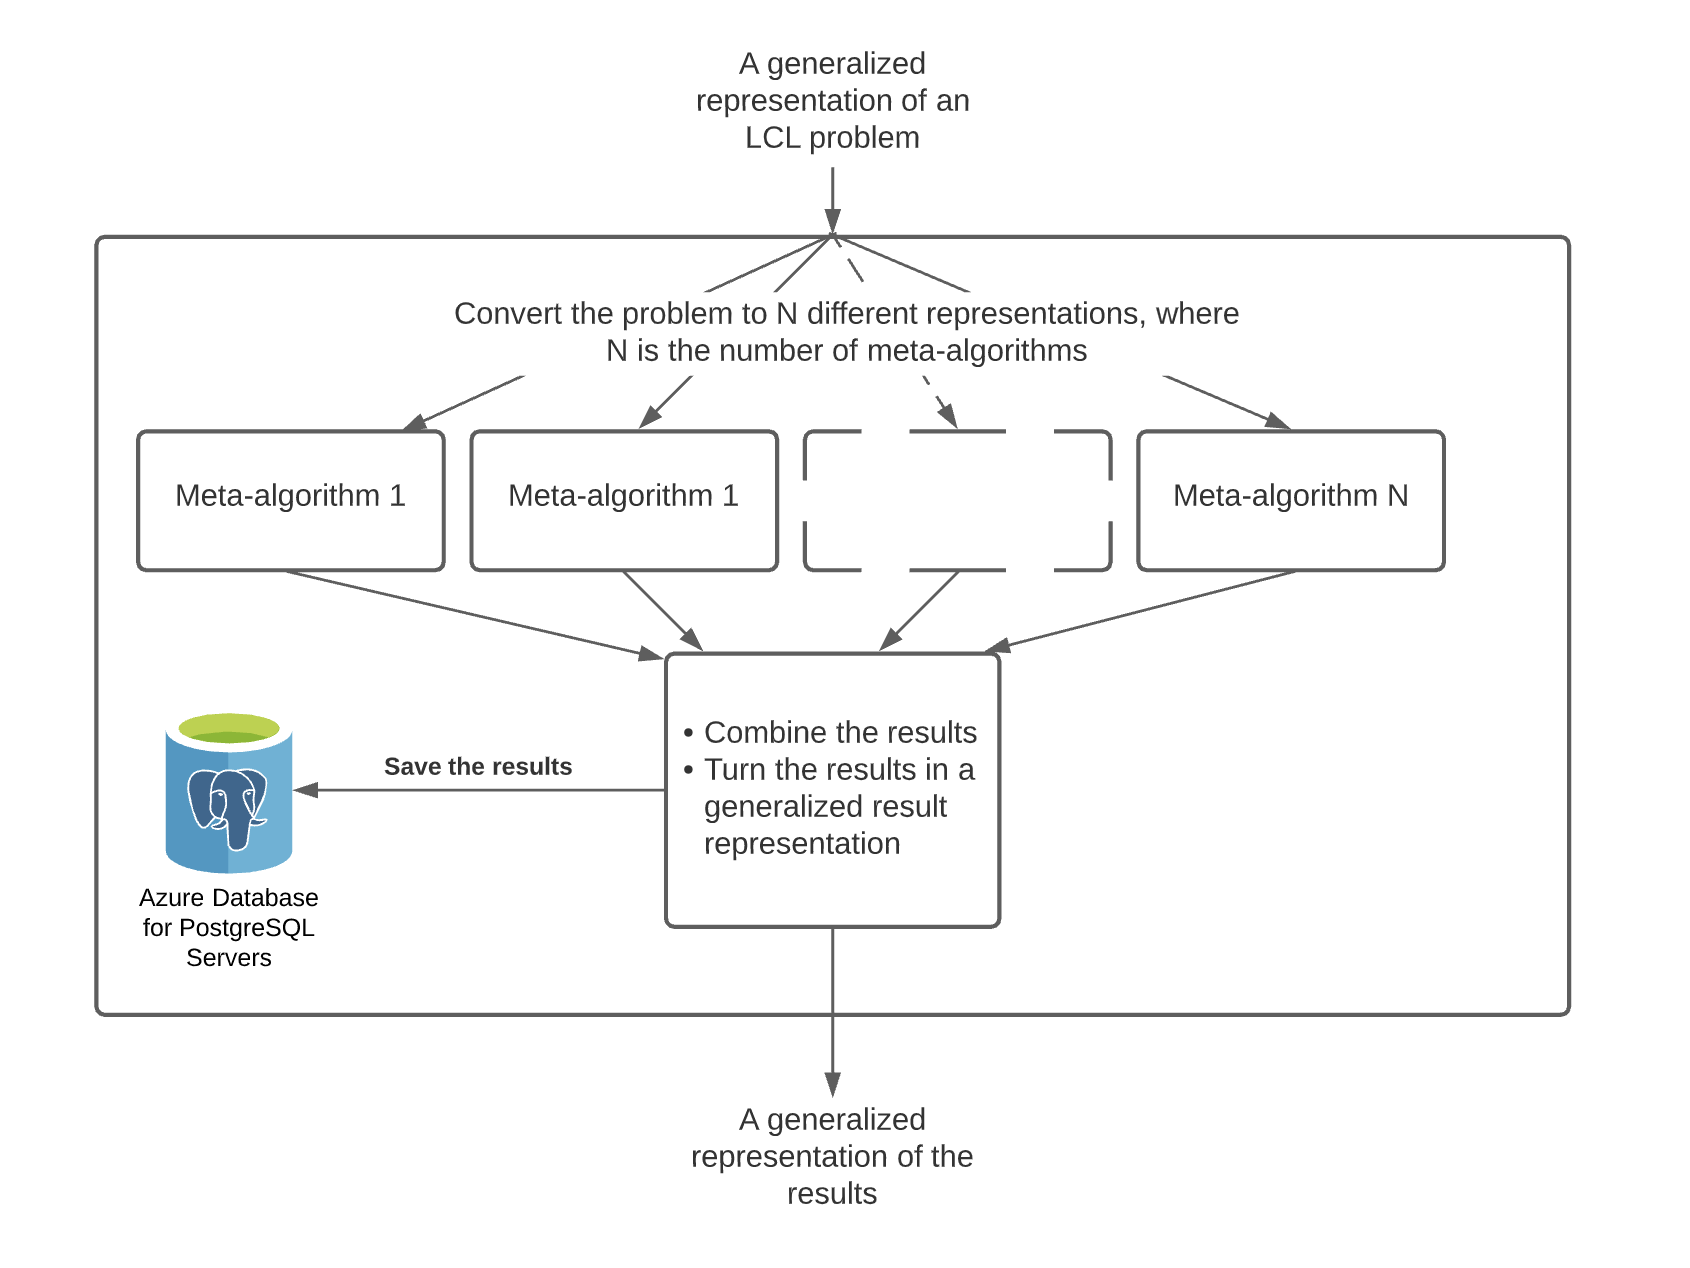 A generalized
representation of an
LCL problem
Convert the problem to N different representations, where
N is the number of meta-algorithms
Meta-algorithm 1
Meta-algorithm 1
Meta-algorithm N
• Combine the results
• Turn the results in a
generalized result
representation
Save the results
Azure Database
for PostgreSQL
Servers
A generalized
representation of the
results